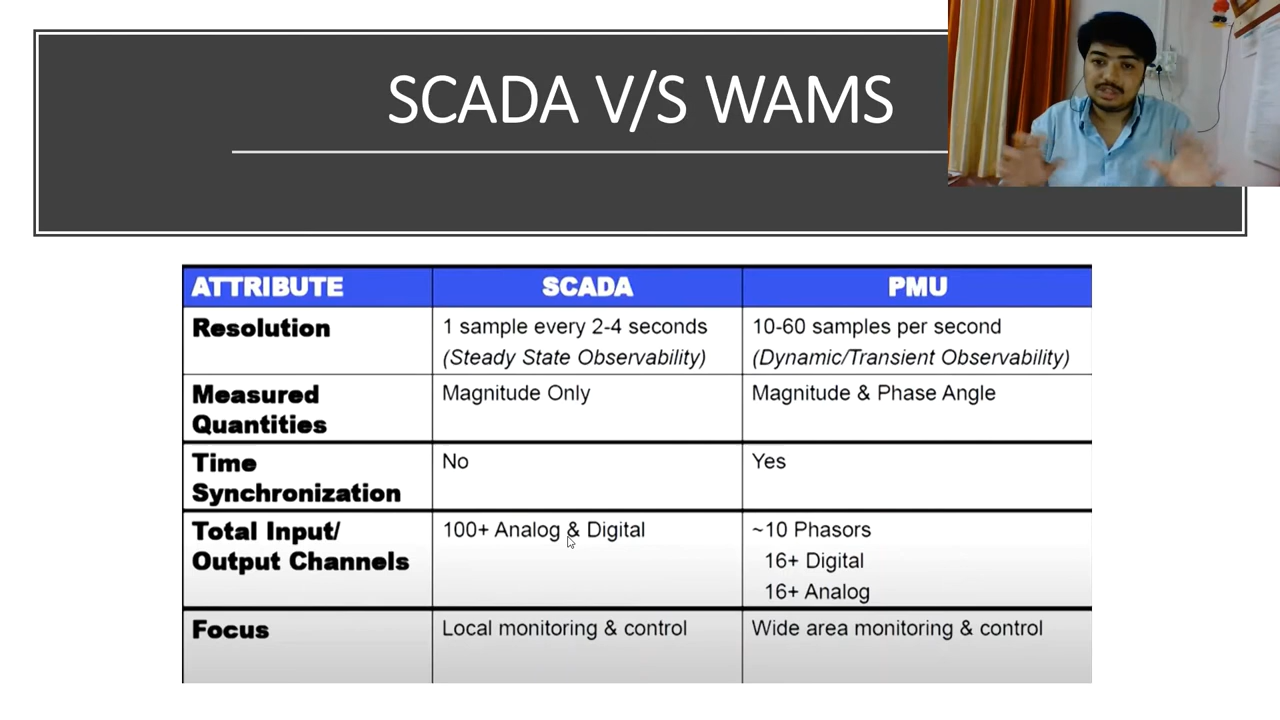 SCADA V/S WAMS
ATTRIBUTE SCADA PMU
Resolution 1 sample every 2-4 seconds 10-60 samples per second
(Steady State Observability) (Dynamic/Transient Observability)
Measured Magnitude Only Magnitude & Phase Angle
Quantities
Time No Yes
Synchronization
Total Input/ 100+ Analog & Digital ~10 Phasors
Output Channels 16+ Digital
16+ Analog
Focus Local monitoring & control Wide area monitoring & control